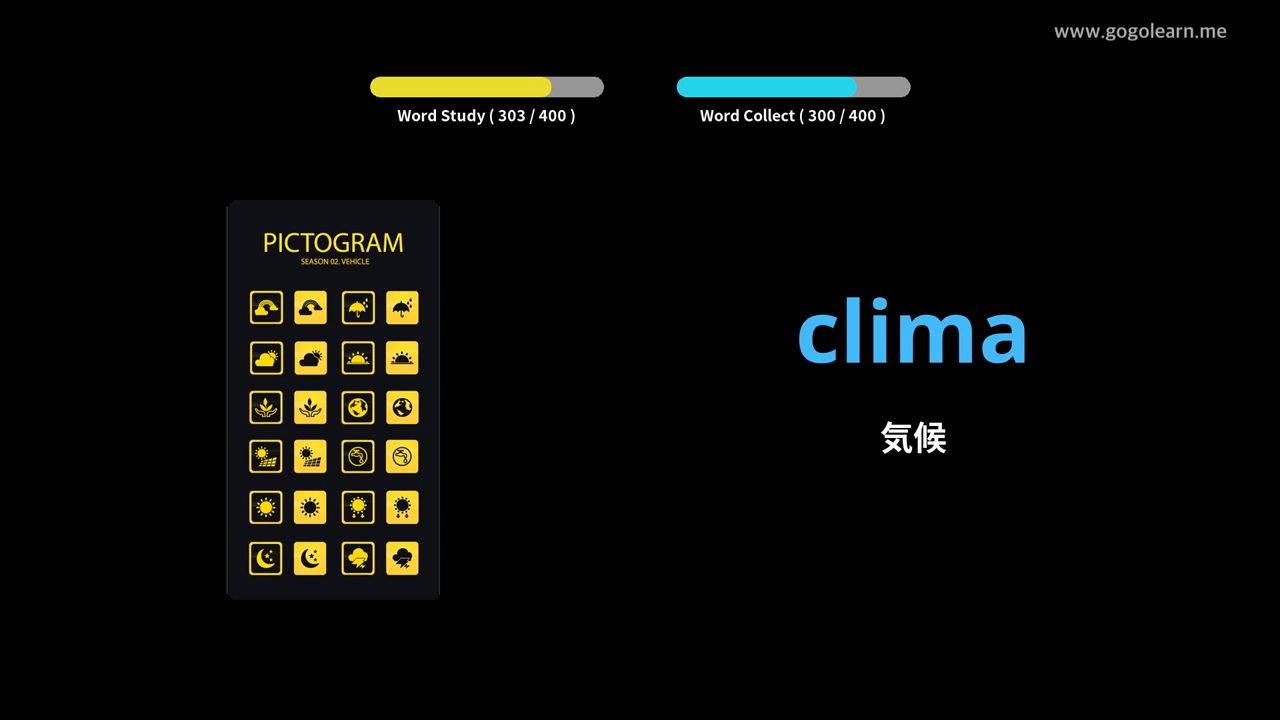 www.gogolearn.me
Word Study ( 303 / 400 )
Word Collect ( 300 / 400 )
PICTOGRAM
SEASON 02. VEHICLE
clima
気候